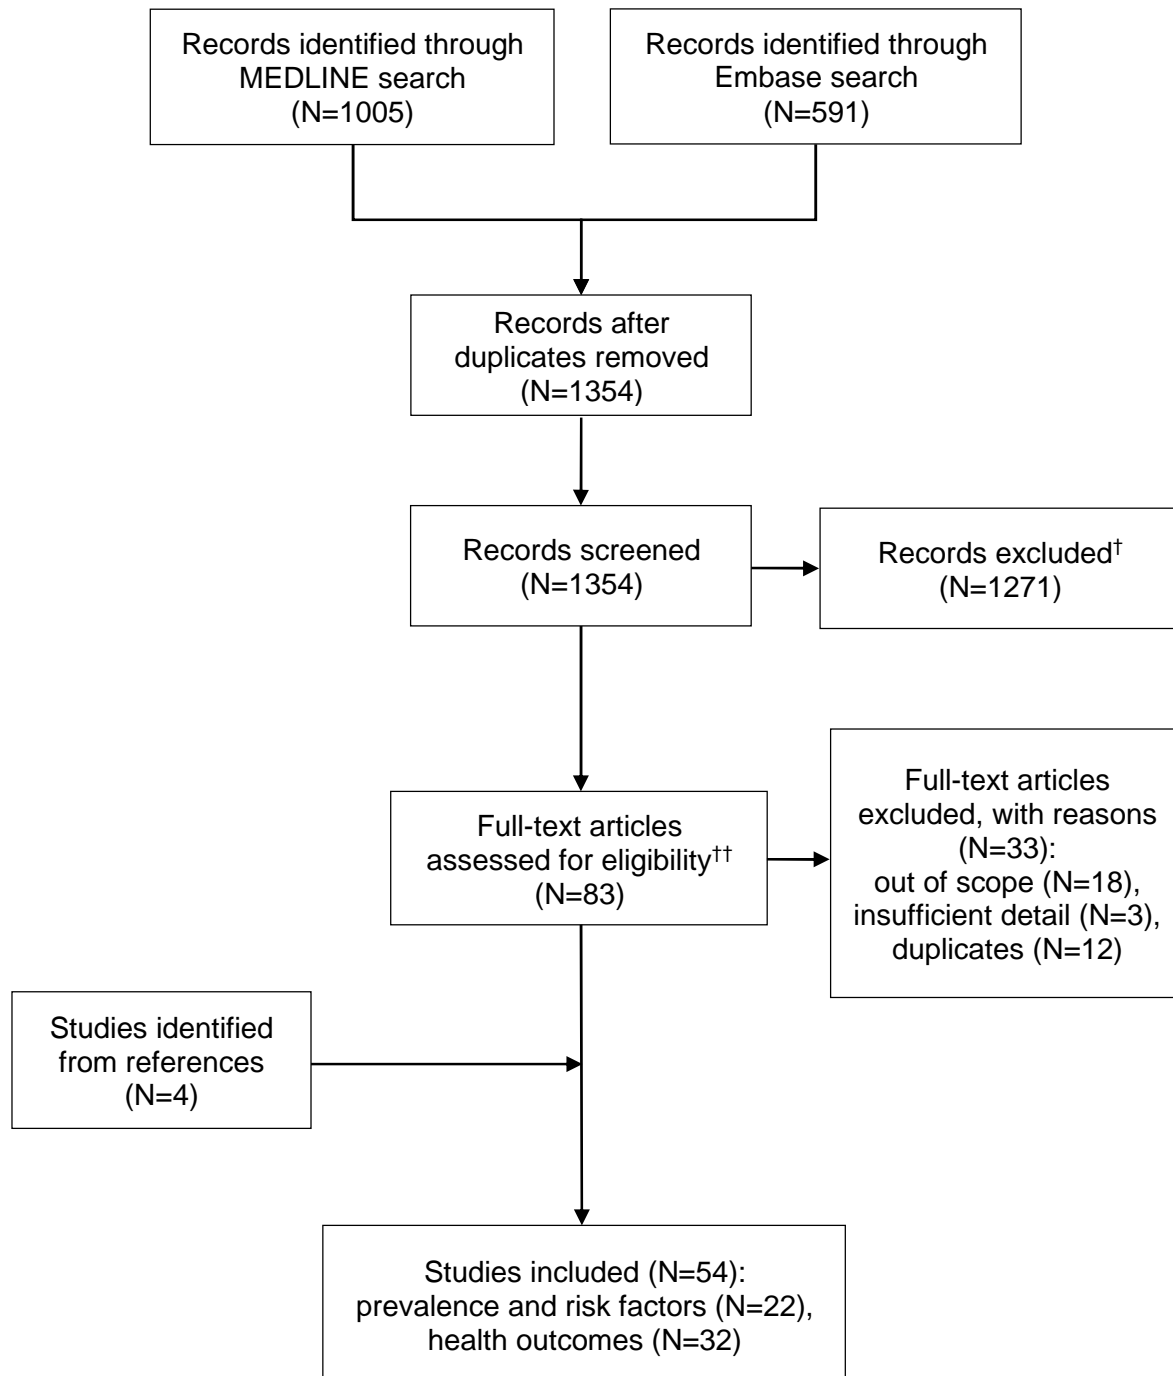 Records identified through
MEDLINE search
(N=1005)
Records identified through
Embase search
(N=591)
Records after
duplicates removed
(N=1354)
Records screened
(N=1354)
Records excluded†
(N=1271)
Full-text articles
assessed for eligibility††
(N=83)
Full-text articles
excluded, with reasons
(N=33):
out of scope (N=18),
insufficient detail (N=3),
duplicates (N=12)
Studies identified
from references
(N=4)
Studies included (N=54):
prevalence and risk factors (N=22),
health outcomes (N=32)